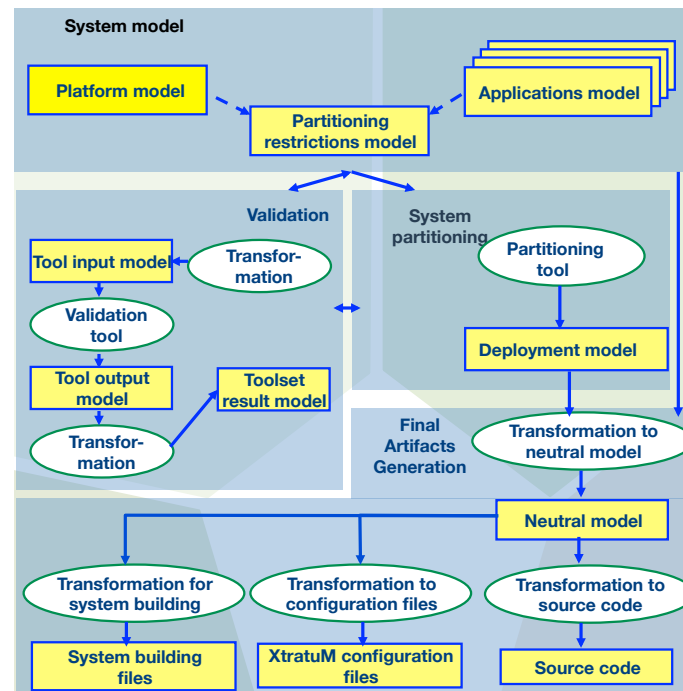 System model
Platform model
Applications model
Partitioning
restrictions model
Validation
System
partitioning
Tool input model
Transfor-
mation
Partitioning
tool
Validation
tool
Deployment model
Tool output
model
Toolset
result model
Transfor-
mation
Final
Artifacts
Generation
Transformation to
neutral model
Neutral model
Transformation for
system building
Transformation to
configuration files
Transformation to
source code
System building
files
XtratuM configuration
files
Source code